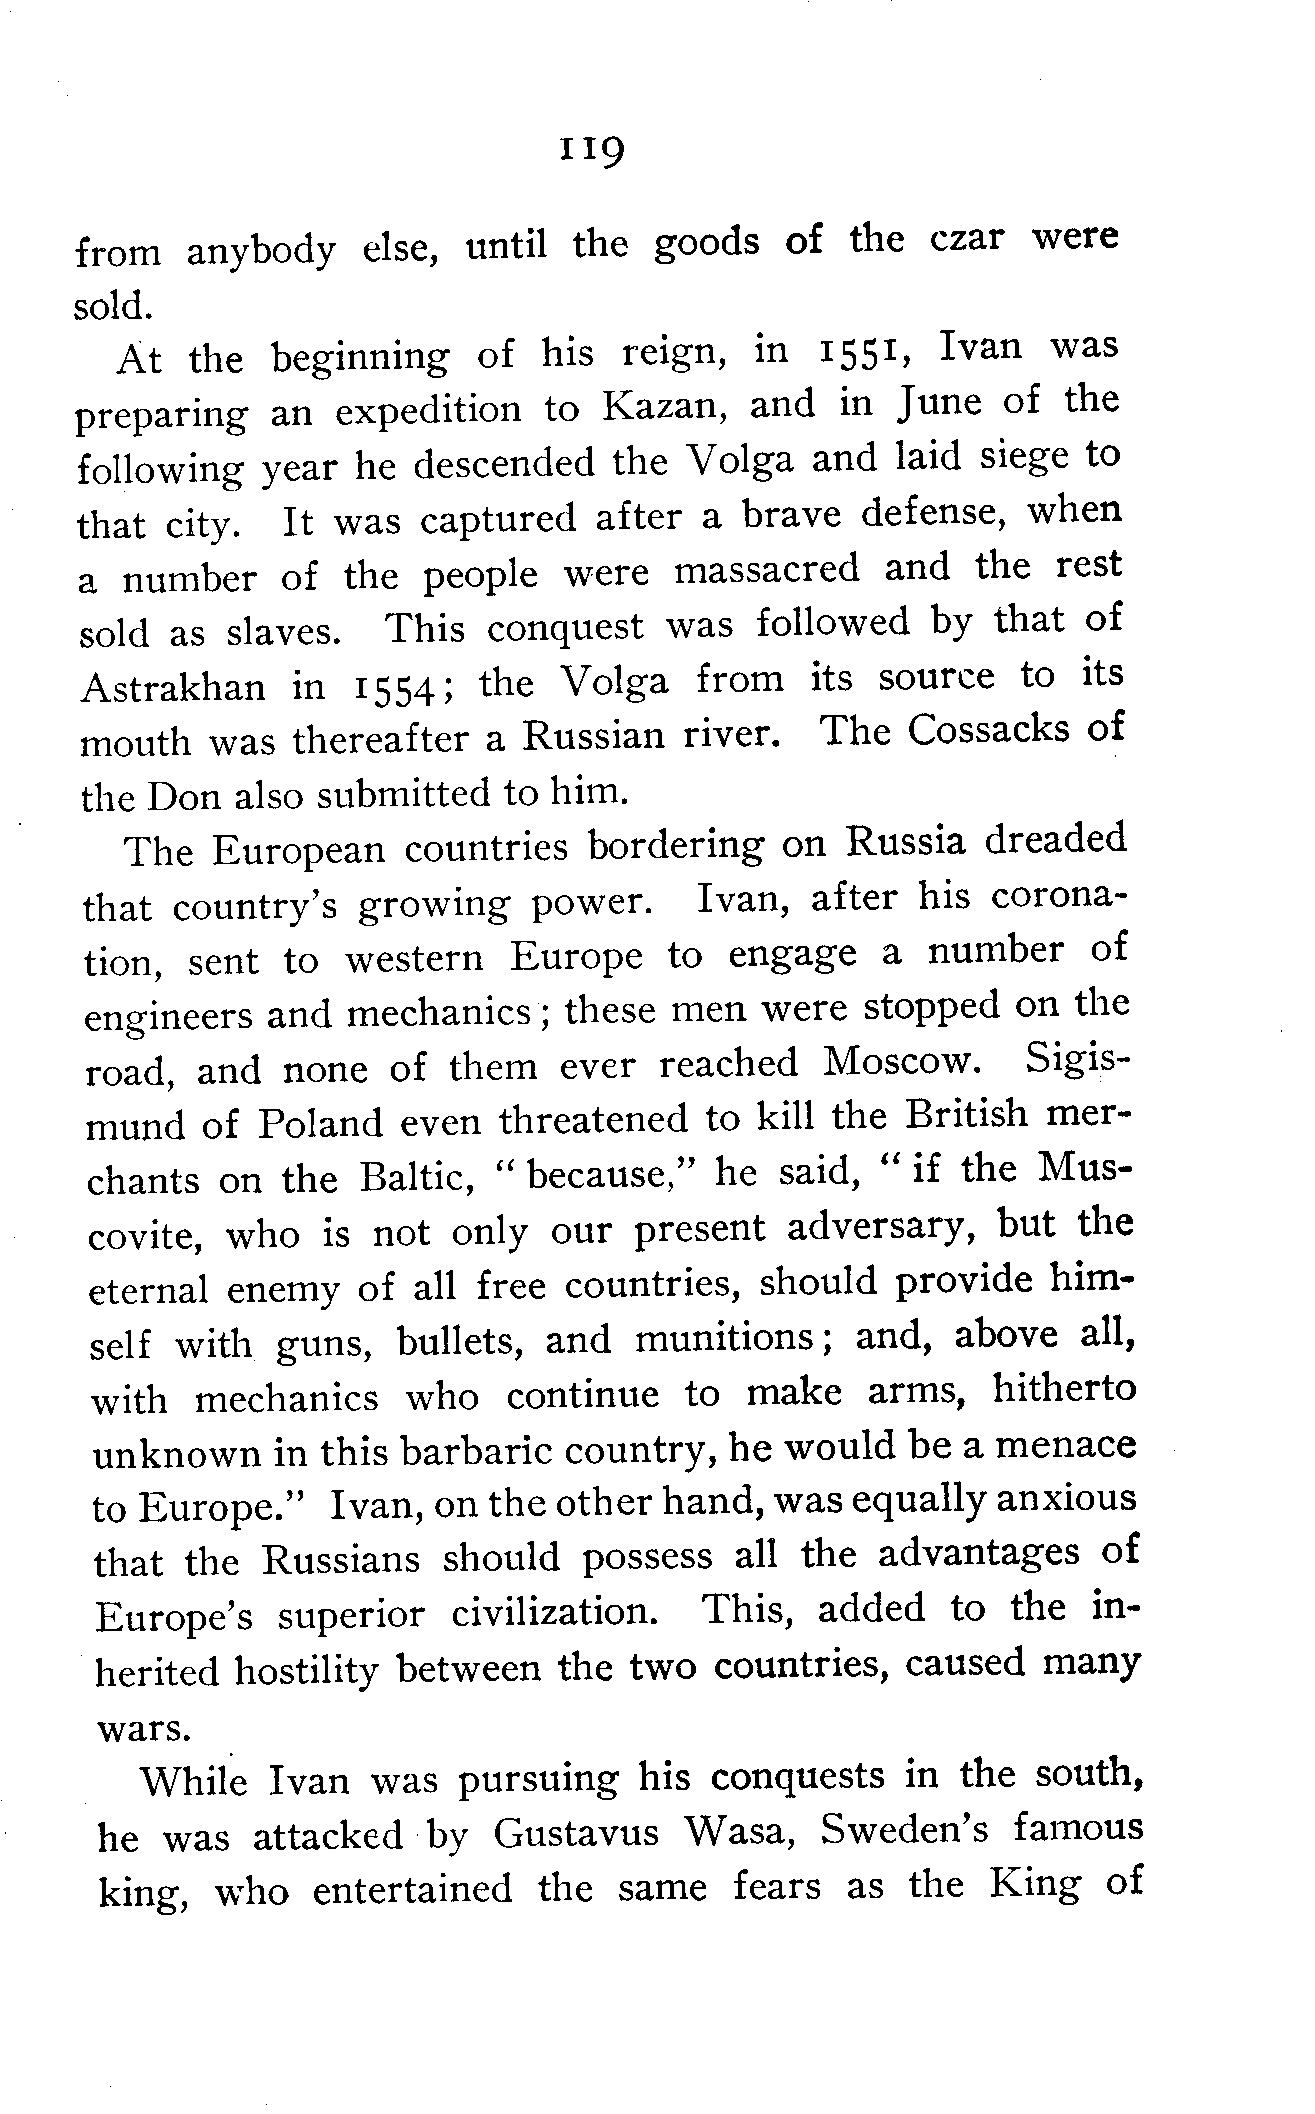 119
from anybody else, until the goods of the czar were
sold.
At the beginning of his reign, in 1551, Ivan was
preparing an expedition to Kazan, and in June of the
following year he descended the Volga and laid siege to
that city. It was captured after a brave defense, when
a number of the people were massacred and the rest
sold as slaves. This conquest was followed by that of
Astrakhan in 1554; the Volga from its source to its
mouth was thereafter a Russian river. The Cossacks of
the Don also submitted to him.
The European countries bordering on Russia dreaded
that country's growing power. Ivan, after his corona-
tion, sent to western Europe to engage a number of
engineers and mechanics; these men were stopped on the
road, and none of them ever reached Moscow. Sigis-
mund of Poland even threatened to kill the British mer-
chants on the Baltic, "because," he said, "if the Mus-
covite, who is not only our present adversary, but the
eternal enemy of all free countries, should provide him-
self with guns, bullets, and munitions; and, above all,
with mechanics who continue to make arms, hitherto
unknown in this barbaric country, he would be a menace
to Europe." Ivan, on the other hand, was equally anxious
that the Russians should possess all the advantages of
Europe's superior civilization. This, added to the in-
herited hostility between the two countries, caused many
wars.
While Ivan was pursuing his conquests in the south,
he was attacked by Gustavus Wasa, Sweden's famous
king, who entertained the same fears as the King of